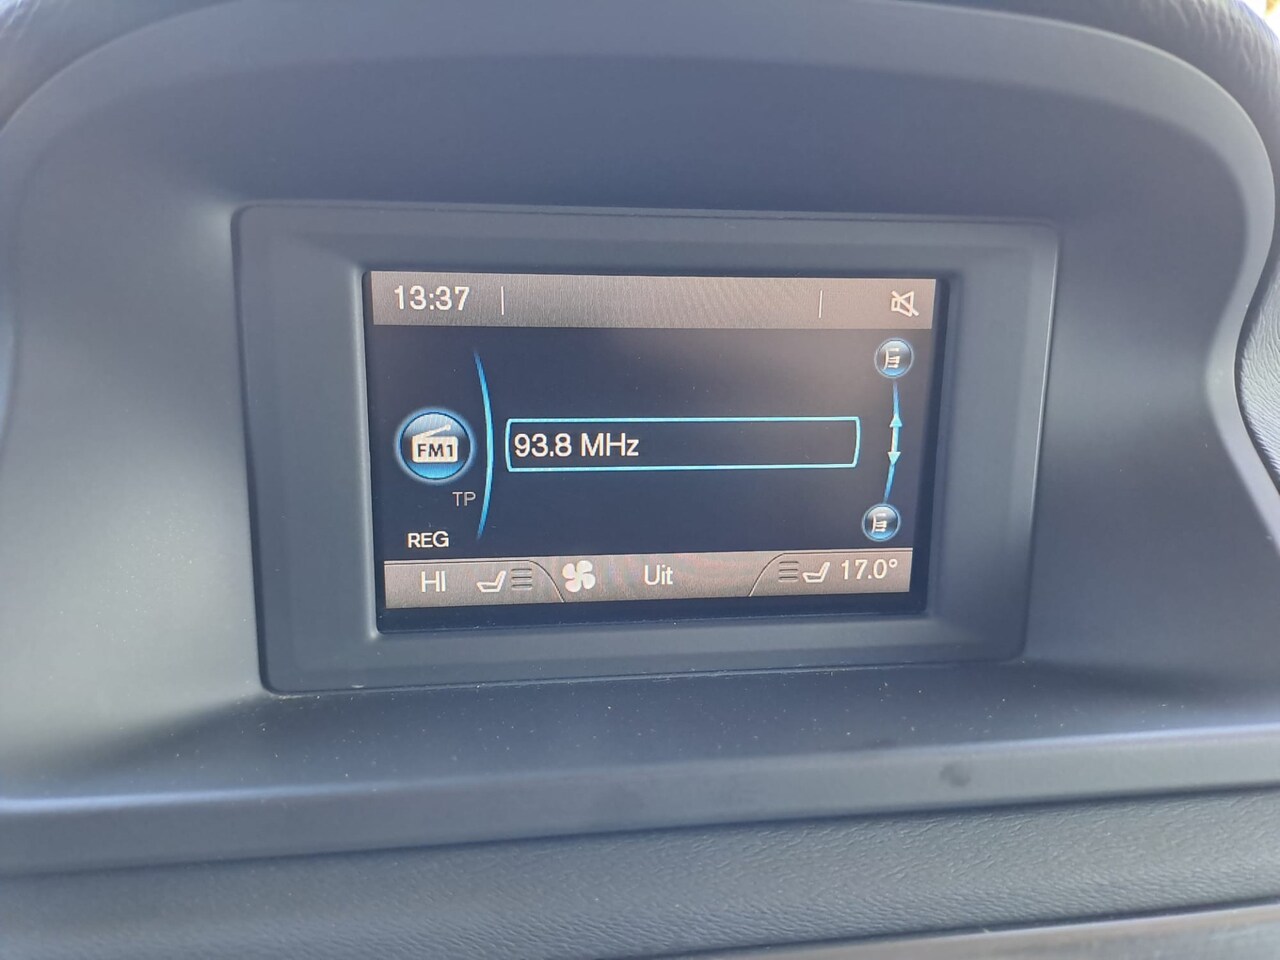 13:37
93.8 MHz
FM1
TP
REG
HI Uit 17.0°